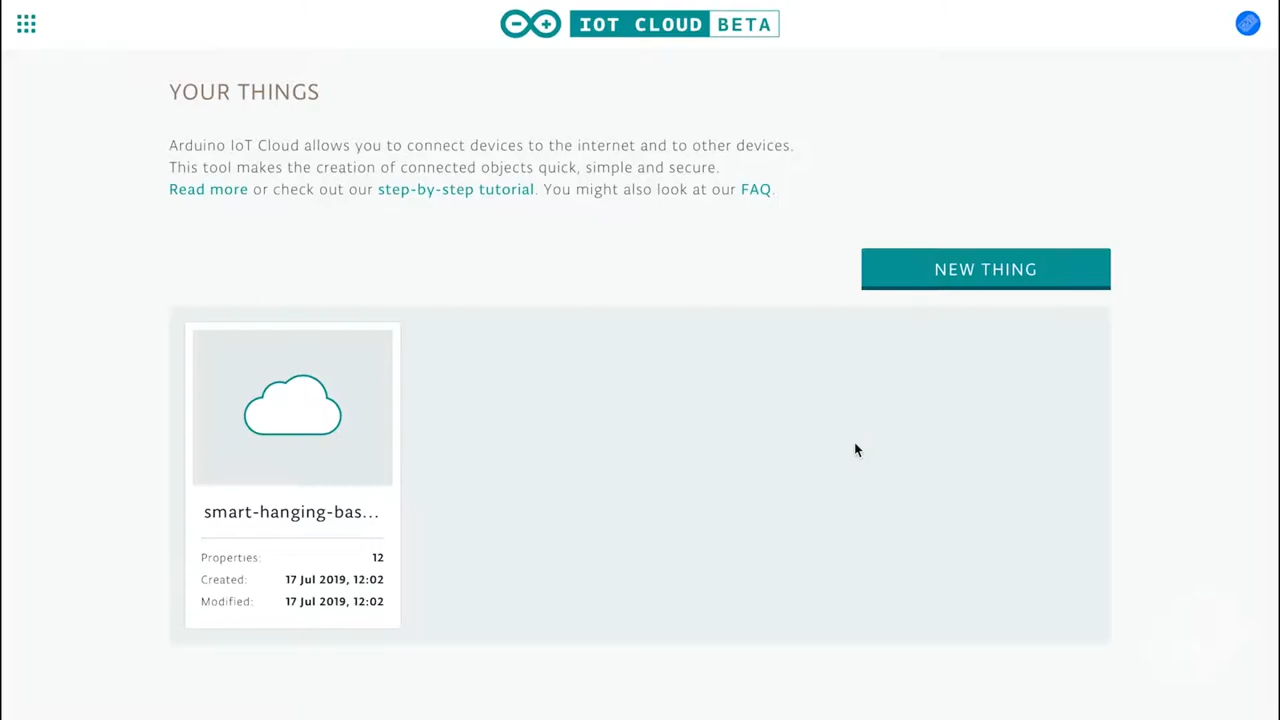 IOT CLOUD BETA
YOUR THINGS
Arduino IoT Cloud allows you to connect devices to the internet and to other devices.
This tool makes the creation of connected objects quick, simple and secure.
Read more or check out our step-by-step tutorial. You might also look at our FAQ.
NEW THING
smart-hanging-bas...
Properties: 12
Created: 17 Jul 2019, 12:02
Modified: 17 Jul 2019, 12:02